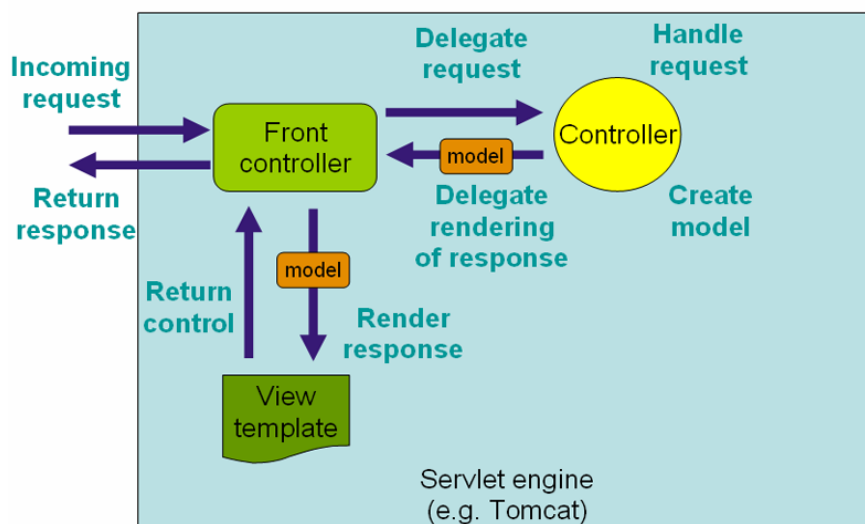 Incoming
request
Return
response
Delegate
request
Handle
request
Front
controller
Controller
model
Delegate
rendering
of response
Create
model
model
Return
control
Render
response
View
template
Servlet engine
(e.g. Tomcat)